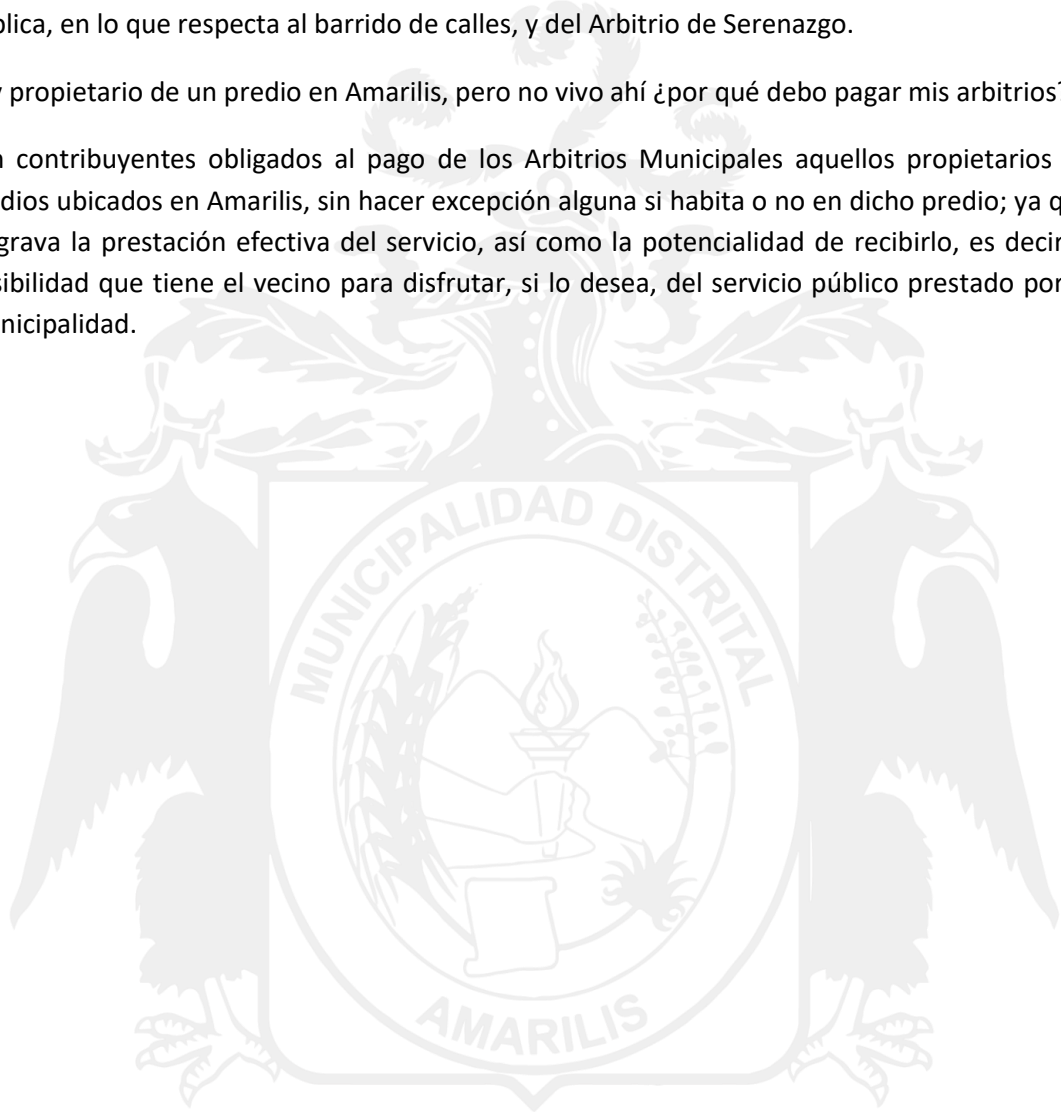 blica, en lo que respecta al barrido de calles, y del Arbitrio de Serenazgo.
y propietario de un predio en Amarilis, pero no vivo ahí ¿por qué debo pagar mis arbitrios?
n contribuyentes obligados al pago de los Arbitrios Municipales aquellos propietarios
dios ubicados en Amarilis, sin hacer excepción alguna si habita o no en dicho predio; ya q
grava la prestación efectiva del servicio, así como la potencialidad de recibirlo, es decir
sibilidad que tiene el vecino para disfrutar, si lo desea, del servicio público prestado por
nicipalidad.
MUNICIPALIDAD DISTRITAL
AMARILIS